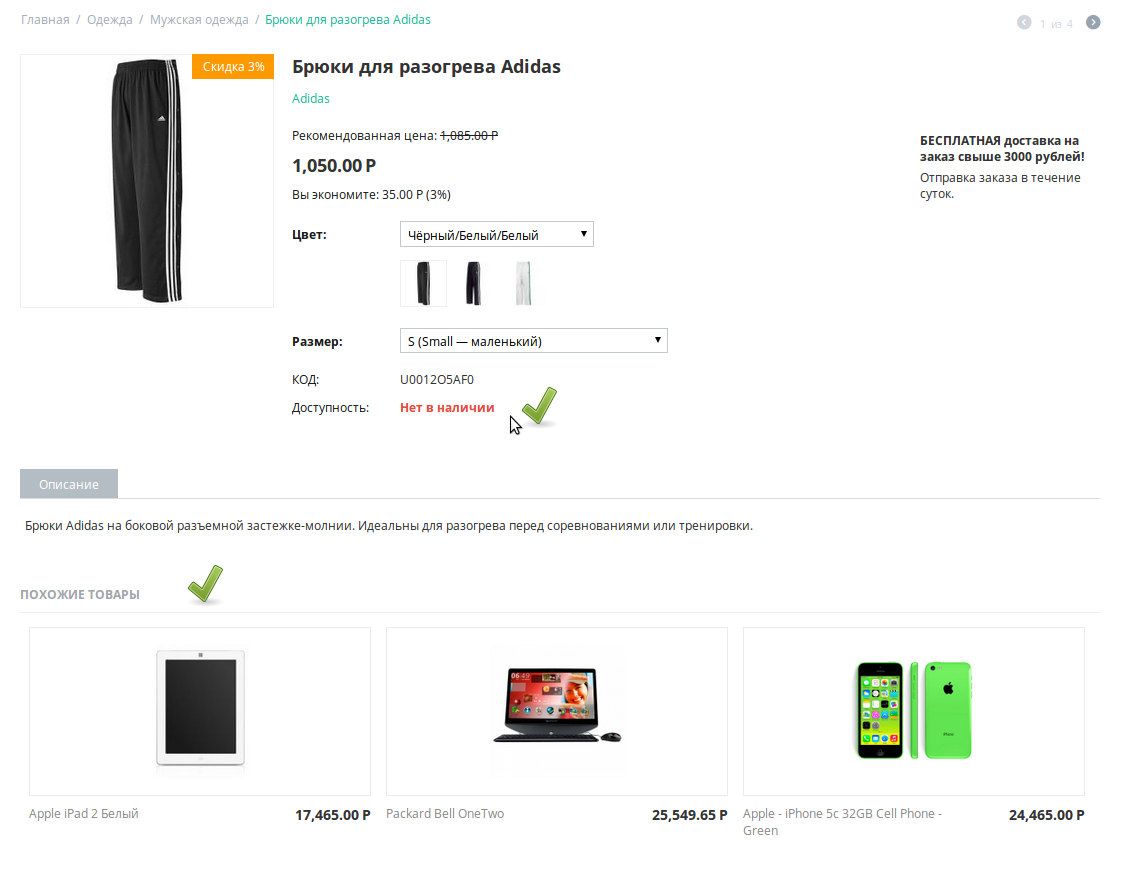 Главная / Одежда / Мужская одежда / Брюки для разогрева Adidas
1 из 4
Скидка 3%
Брюки для разогрева Adidas
Adidas
Рекомендованная цена: 1,085.00 Р
1,050.00 Р
Вы экономите: 35.00 Р (3%)
БЕСПЛАТНАЯ доставка на
заказ свыше 3000 рублей!
Отправка заказа в течение
суток.
Цвет:
Чёрный/Белый/Белый
Размер:
S (Small — маленький)
КОД:
U0012O5AF0
Доступность:
Нет в наличии
Описание
Брюки Adidas на боковой разъемной застежке-молнии. Идеальны для разогрева перед соревнованиями или тренировки.
ПОХОЖИЕ ТОВАРЫ
06:49
iPhone
Apple iPad 2 Белый
17,465.00 Р
Packard Bell OneTwo
25,549.65 Р
Apple - iPhone 5c 32GB Cell Phone -
Green
24,465.00 Р